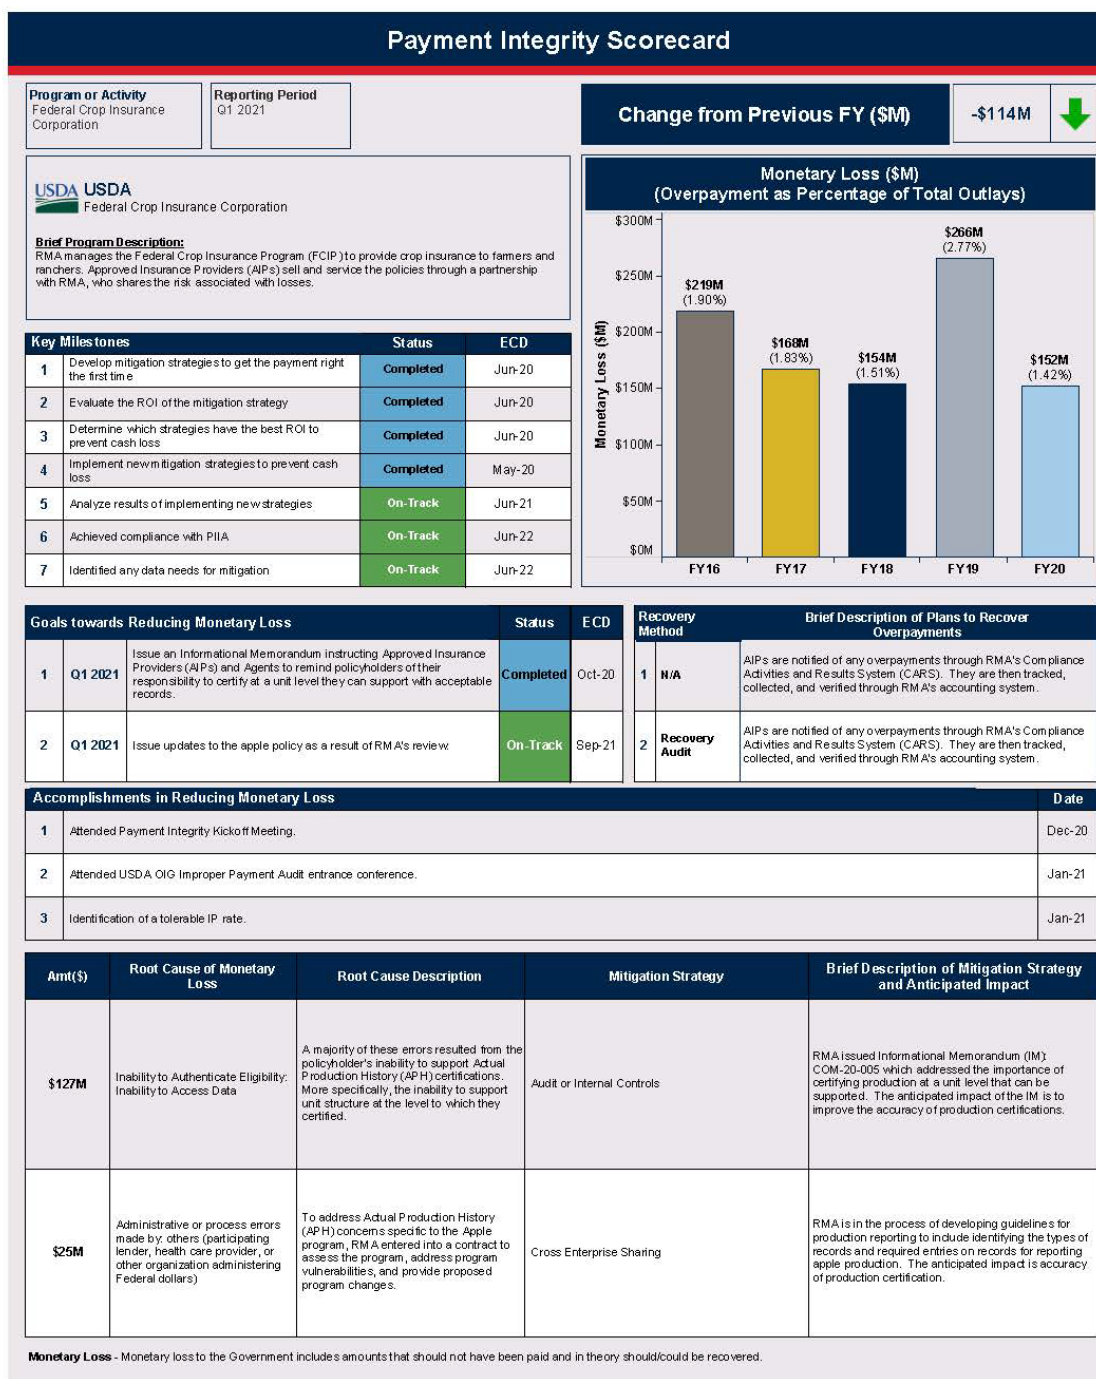 Payment Integrity Scorecard
Program or Activity
Federal Crop Insurance
Corporation
Reporting Period
Q1 2021
Change from Previous FY ($M)
-$114M
USDA USDA
Federal Crop Insurance Corporation
Brief Program Description:
RMA manages the Federal Crop Insurance Program (FCIP) to provide crop insurance to farmers and
ranchers. Approved Insurance Providers (AIPs) sell and service the policies through a partnership
with RMA, who shares the risk associated with losses.
Monetary Loss ($M)
(Overpayment as Percentage of Total Outlays)
Monetary Loss ($M)
$300M
$250M
$200M
$150M
$100M
$50M
$0M
$219M
(1.90%)
$168M
(1.83%)
$154M
(1.51%)
$266M
(2.77%)
$152M
(1.42%)
FY16 FY17 FY18 FY19 FY20
Key Milestones Status ECD
1 Develop mitigation strategies to get the payment right
the first time Completed Jun-20
2 Evaluate the ROI of the mitigation strategy Completed Jun-20
3 Determine which strategies have the best ROI to
prevent cash loss Completed Jun-20
4 Implement new mitigation strategies to prevent cash
loss Completed May-20
5 Analyze results of implementing new strategies On-Track Jun-21
6 Achieved compliance with PIIA On-Track Jun-22
7 Identified any data needs for mitigation On-Track Jun-22
Goals towards Reducing Monetary Loss Status ECD
1 Q1 2021 Issue an Informational Memorandum instructing Approved Insurance
Providers (AIPs) and Agents to remind policyholders of their
responsibility to certify at a unit level they can support with acceptable
records. Completed Oct-20
2 Q1 2021 Issue updates to the apple policy as a result of RMA's review. On-Track Sep-21
Recovery
Method
Brief Description of Plans to Recover
Overpayments
1 N/A
AIPs are notified of any overpayments through RMA's Compliance
Activities and Results System (CARS). They are then tracked,
collected, and verified through RMA's accounting system.
2 Recovery
Audit
AIPs are notified of any overpayments through RMA's Compliance
Activities and Results System (CARS). They are then tracked,
collected, and verified through RMA's accounting system.
Accomplishments in Reducing Monetary Loss Date
1 Attended Payment Integrity Kickoff Meeting. Dec-20
2 Attended USDA OIG Improper Payment Audit entrance conference. Jan-21
3 Identification of a tolerable IP rate. Jan-21
Amt($)
Root Cause of Monetary
Loss
Root Cause Description
Mitigation Strategy
Brief Description of Mitigation Strategy
and Anticipated Impact
$127M
Inability to Authenticate Eligibility:
Inability to Access Data
A majority of these errors resulted from the
policyholder's inability to support Actual
Production History (APH) certifications.
More specifically, the inability to support
unit structure at the level to which they
certified.
Audit or Internal Controls
RMA issued Informational Memorandum (IM):
COM-20-005 which addressed the importance of
certifying production at a unit level that can be
supported. The anticipated impact of the IM is to
improve the accuracy of production certifications.
$25M
Administrative or process errors
made by: others (participating
lender, health care provider, or
other organization administering
Federal dollars)
To address Actual Production History
(APH) concerns specific to the Apple
program, RMA entered into a contract to
assess the program, address program
vulnerabilities, and provide proposed
program changes.
Cross Enterprise Sharing
RMA is in the process of developing guidelines for
production reporting to include identifying the types of
records and required entries on records for reporting
apple production. The anticipated impact is accuracy
of production certification.
Monetary Loss - Monetary loss to the Government includes amounts that should not have been paid and in theory should/could be recovered.